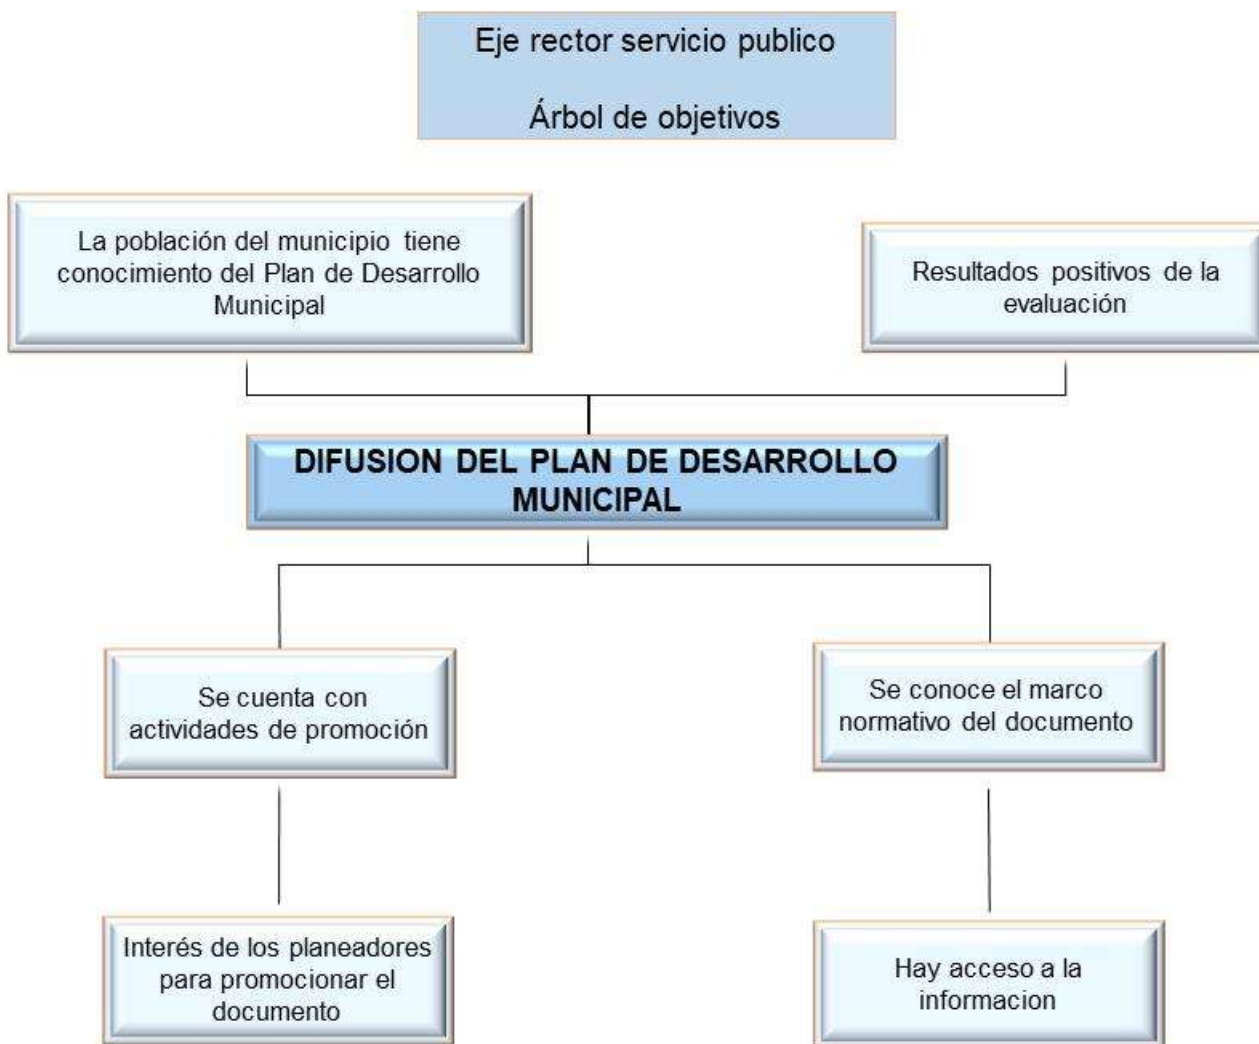 Eje rector servicio publico
Árbol de objetivos
La población del municipio tiene
conocimiento del Plan de Desarrollo
Municipal
Resultados positivos de la
evaluación
DIFUSION DEL PLAN DE DESARROLLO
MUNICIPAL
Se cuenta con
actividades de promoción
Se conoce el marco
normativo del documento
Interés de los planeadores
para promocionar el
documento
Hay acceso a la
informacion